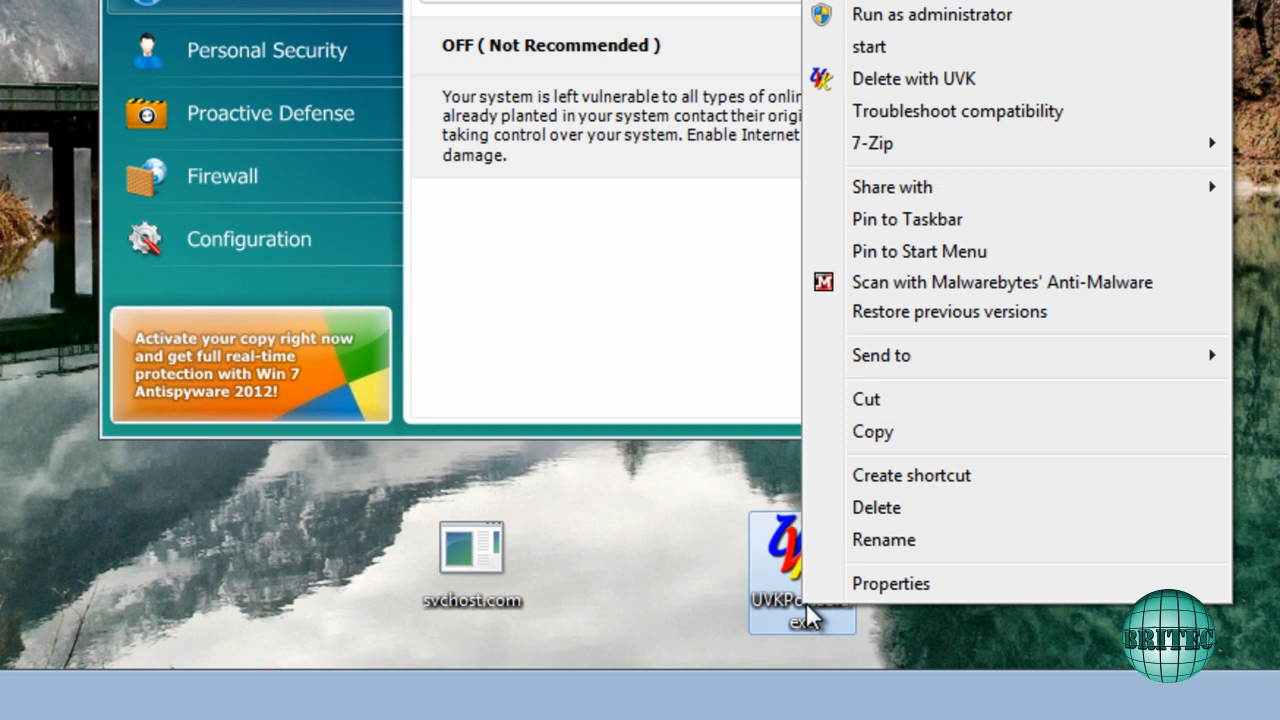 Personal Security
Proactive Defense
Firewall
Configuration
Activate your copy right now
and get full real-time
protection with Win 7
Antispyware 2012!
OFF ( Not Recommended )
Your system is left vulnerable to all types of
already planted in your system contact their
taking control over your system. Enable Internet
damage.
Run as administrator
start
Delete with UVK
Troubleshoot compatibility
7-Zip
Share with
Pin to Taskbar
Pin to Start Menu
Scan with Malwarebytes' Anti-Malware
Restore previous versions
Send to
Cut
Copy
Create shortcut
Delete
Rename
Properties
svchost.com
BRITEC